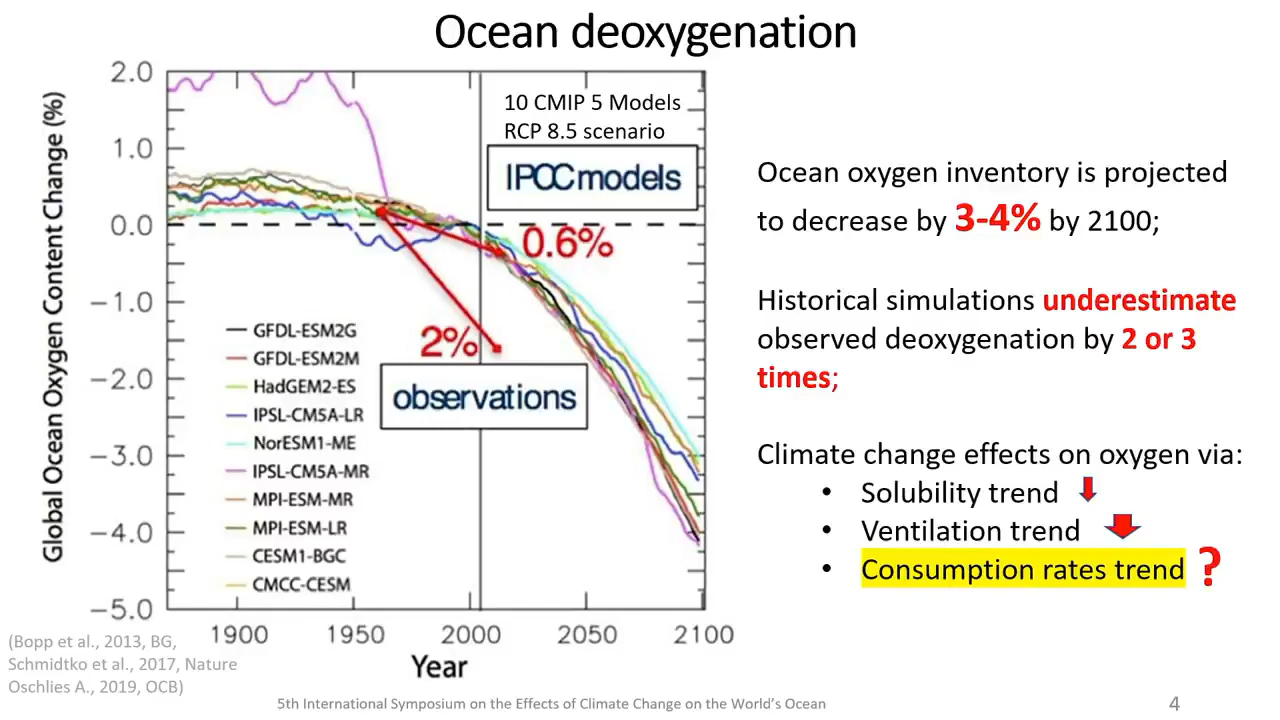 Ocean deoxygenation
Global Ocean Oxygen Content Change (%)
2.0
1.0
0.0
−1.0
−2.0
−3.0
−4.0
−5.0
10 CMIP 5 Models
RCP 8.5 scenario
IPCC models
0.6%
2%
observations
GFDL-ESM2G
GFDL-ESM2M
HadGEM2-ES
IPSL-CM5A-LR
NorESM1-ME
IPSL-CM5A-MR
MPI-ESM-MR
MPI-ESM-LR
CESM1-BGC
CMCC-CESM
1900 1950 2000 2050 2100
Year
Ocean oxygen inventory is projected
to decrease by 3-4% by 2100;
Historical simulations underestimate
observed deoxygenation by 2 or 3
times;
Climate change effects on oxygen via:
• Solubility trend
• Ventilation trend
• Consumption rates trend ?
(Bopp et al., 2013, BG,
Schmidtko et al., 2017, Nature
Oschlies A., 2019, OCB)
5th International Symposium on the Effects of Climate Change on the World's Ocean
4